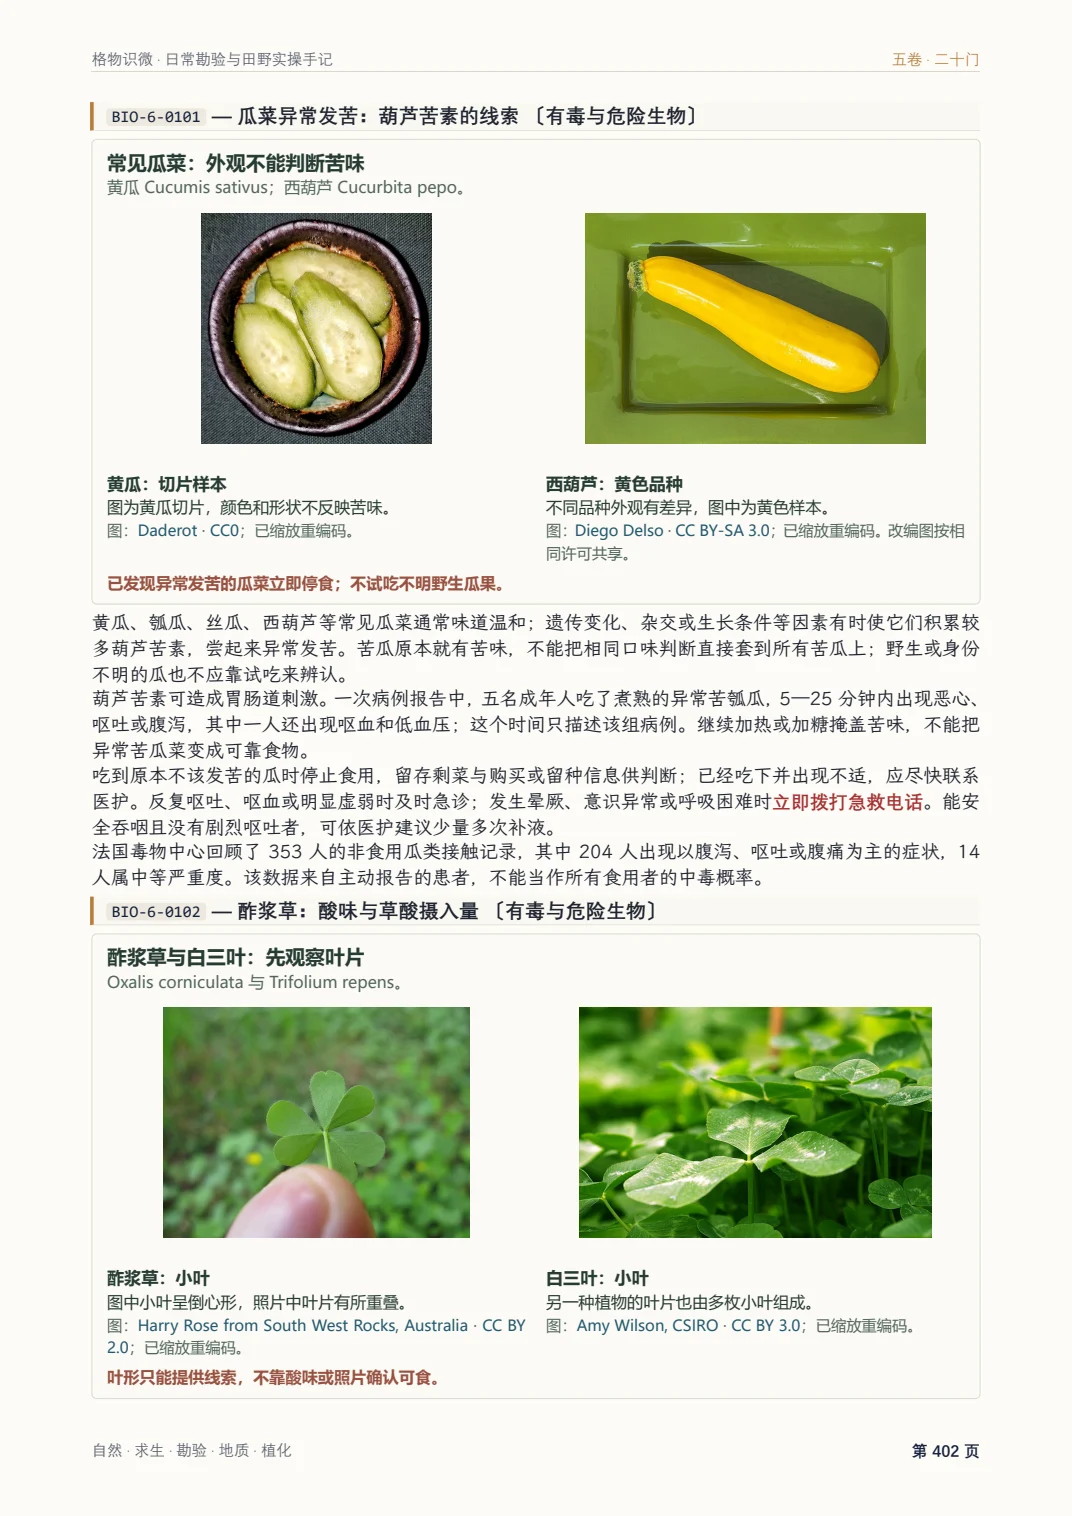 格物识微 · 日常勘验与田野实操手记
五卷 · 二十门
BIO-6-0101 — 瓜菜异常发苦：葫芦苦素的线索 〔有毒与危险生物〕
常见瓜菜：外观不能判断苦味
黄瓜 Cucumis sativus；西葫芦 Cucurbita pepo。
黄瓜：切片样本
图为黄瓜切片，颜色和形状不反映苦味。
图：Daderot · CC0；已缩放重编码。
西葫芦：黄色品种
不同品种外观有差异，图中为黄色样本。
图：Diego Delso · CC BY-SA 3.0；已缩放重编码。改编图按相
同许可共享。
已发现异常发苦的瓜菜立即停食；不试吃不明野生瓜果。
黄瓜、瓠瓜、丝瓜、西葫芦等常见瓜菜通常味道温和；遗传变化、杂交或生长条件等因素有时使它们积累较
多葫芦苦素，尝起来异常发苦。苦瓜原本就有苦味，不能把相同口味判断直接套到所有苦瓜上；野生或身份
不明的瓜也不应靠试吃来辨认。
葫芦苦素可造成胃肠道刺激。一次病例报告中，五名成年人吃了煮熟的异常苦瓠瓜，5—25 分钟内出现恶心、
呕吐或腹泻，其中一人还出现呕血和低血压；这个时间只描述该组病例。继续加热或加糖掩盖苦味，不能把
异常苦瓜菜变成可靠食物。
吃到原本不该发苦的瓜时停止食用，留存剩菜与购买或留种信息供判断；已经吃下并出现不适，应尽快联系
医护。反复呕吐、呕血或明显虚弱时及时急诊；发生晕厥、意识异常或呼吸困难时立即拨打急救电话。能安
全吞咽且没有剧烈呕吐者，可依医护建议少量多次补液。
法国毒物中心回顾了 353 人的非食用瓜类接触记录，其中 204 人出现以腹泻、呕吐或腹痛为主的症状，14
人属中等严重度。该数据来自主动报告的患者，不能当作所有食用者的中毒概率。
BIO-6-0102 — 酢浆草：酸味与草酸摄入量 〔有毒与危险生物〕
酢浆草与白三叶：先观察叶片
Oxalis corniculata 与 Trifolium repens。
酢浆草：小叶
图中小叶呈倒心形，照片中叶片有所重叠。
图：Harry Rose from South West Rocks, Australia · CC BY
2.0；已缩放重编码。
白三叶：小叶
另一种植物的叶片也由多枚小叶组成。
图：Amy Wilson, CSIRO · CC BY 3.0；已缩放重编码。
叶形只能提供线索，不靠酸味或照片确认可食。
自然 · 求生 · 勘验 · 地质 · 植化
第 402 页